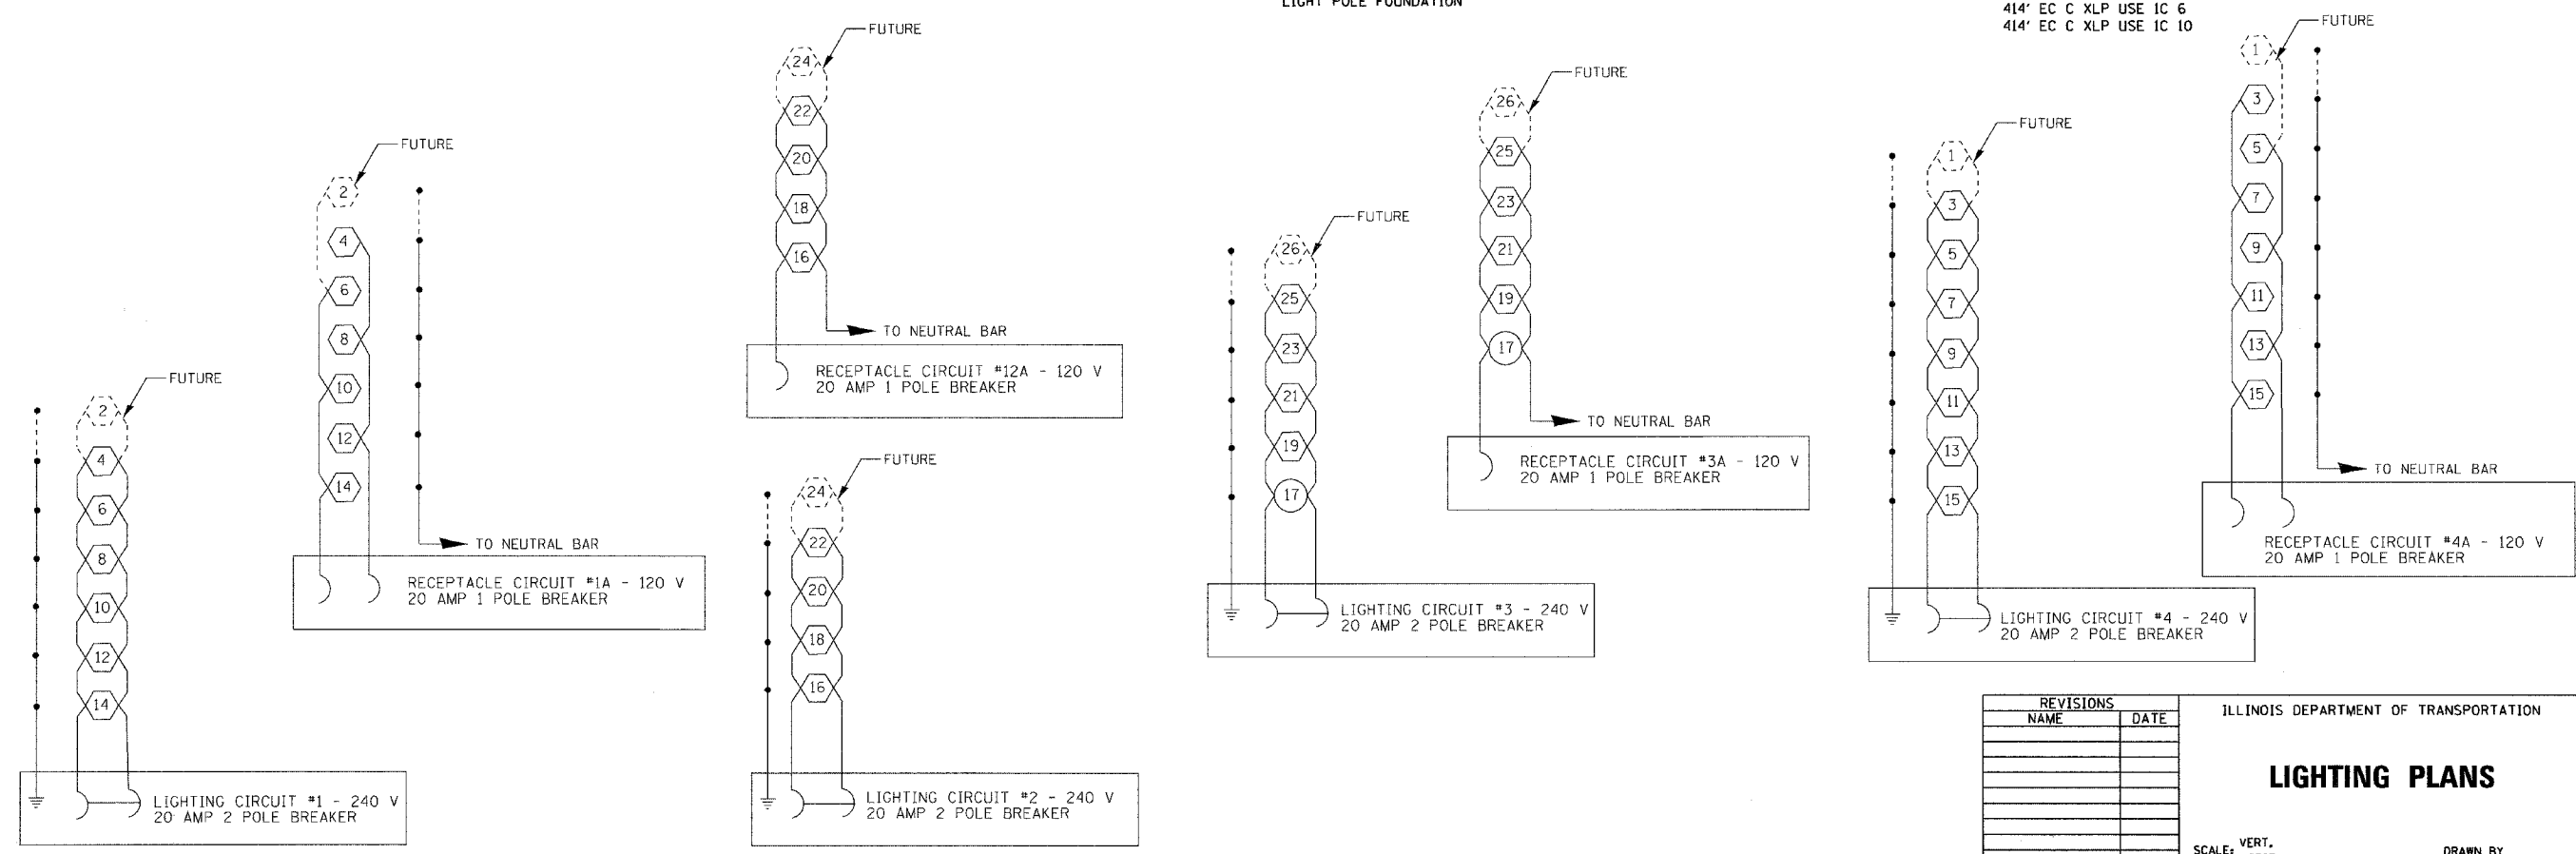 LIGHT POLE FOUNDATION
414' EC C XLP USE 1C 6
414' EC C XLP USE 1C 10
FUTURE
2
4
6
8
10
12
14
LIGHTING CIRCUIT #1 - 240 V
20 AMP 2 POLE BREAKER
FUTURE
2
4
6
8
10
12
14
TO NEUTRAL BAR
RECEPTACLE CIRCUIT #1A - 120 V
20 AMP 1 POLE BREAKER
FUTURE
24
22
20
18
16
TO NEUTRAL BAR
RECEPTACLE CIRCUIT #12A - 120 V
20 AMP 1 POLE BREAKER
FUTURE
24
22
20
18
16
LIGHTING CIRCUIT #2 - 240 V
20 AMP 2 POLE BREAKER
FUTURE
26
25
23
21
19
17
LIGHTING CIRCUIT #3 - 240 V
20 AMP 2 POLE BREAKER
FUTURE
26
25
23
21
19
17
TO NEUTRAL BAR
RECEPTACLE CIRCUIT #3A - 120 V
20 AMP 1 POLE BREAKER
FUTURE
1
3
5
7
9
11
13
15
LIGHTING CIRCUIT #4 - 240 V
20 AMP 2 POLE BREAKER
FUTURE
1
3
5
7
9
11
13
15
TO NEUTRAL BAR
RECEPTACLE CIRCUIT #4A - 120 V
20 AMP 1 POLE BREAKER
REVISIONS
NAME DATE
ILLINOIS DEPARTMENT OF TRANSPORTATION
LIGHTING PLANS
SCALE: VERT.
DRAWN BY